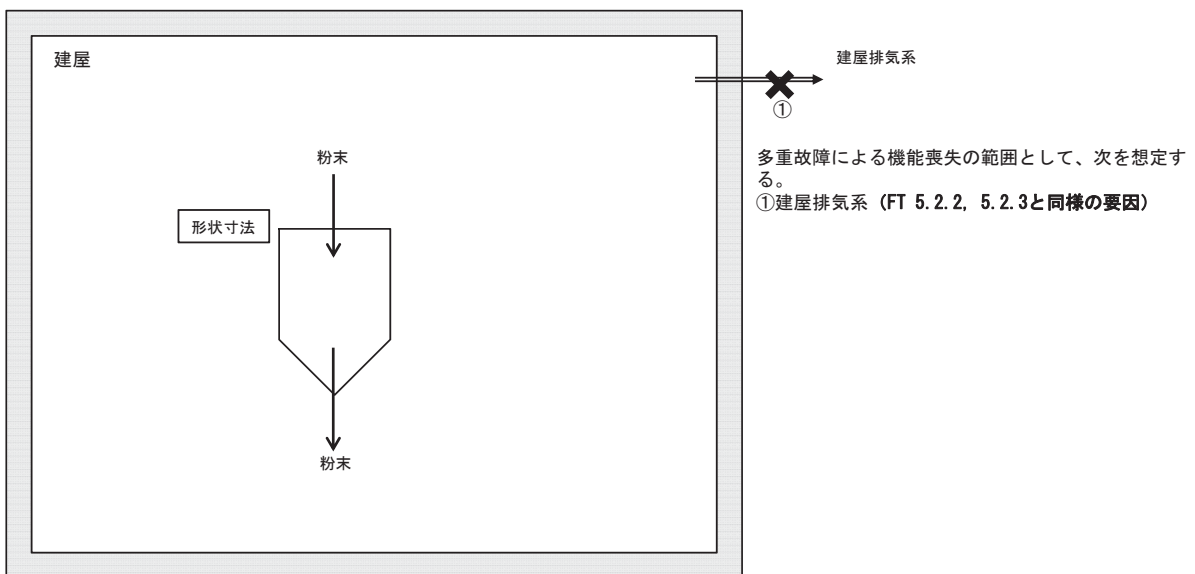 建屋
建屋排気系
①
多重故障による機能喪失の範囲として、次を想定す
る。
①建屋排気系（FT 5.2.2, 5.2.3と同様の要因）
粉末
形状寸法
粉末